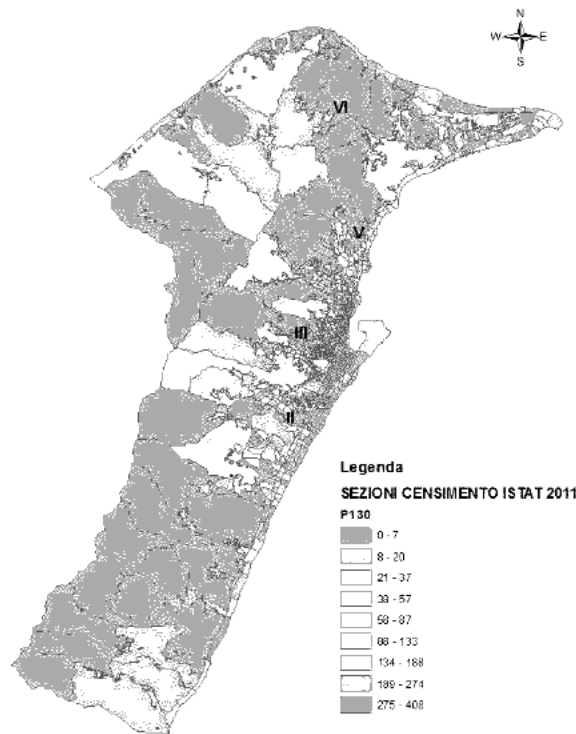 N
W E
S
VI
V
III
II
Legenda
SEZIONI CENSIMENTO ISTAT 2011
P130
0 - 7
8 - 20
21 - 37
38 - 57
58 - 87
88 - 133
134 - 188
189 - 274
275 - 408